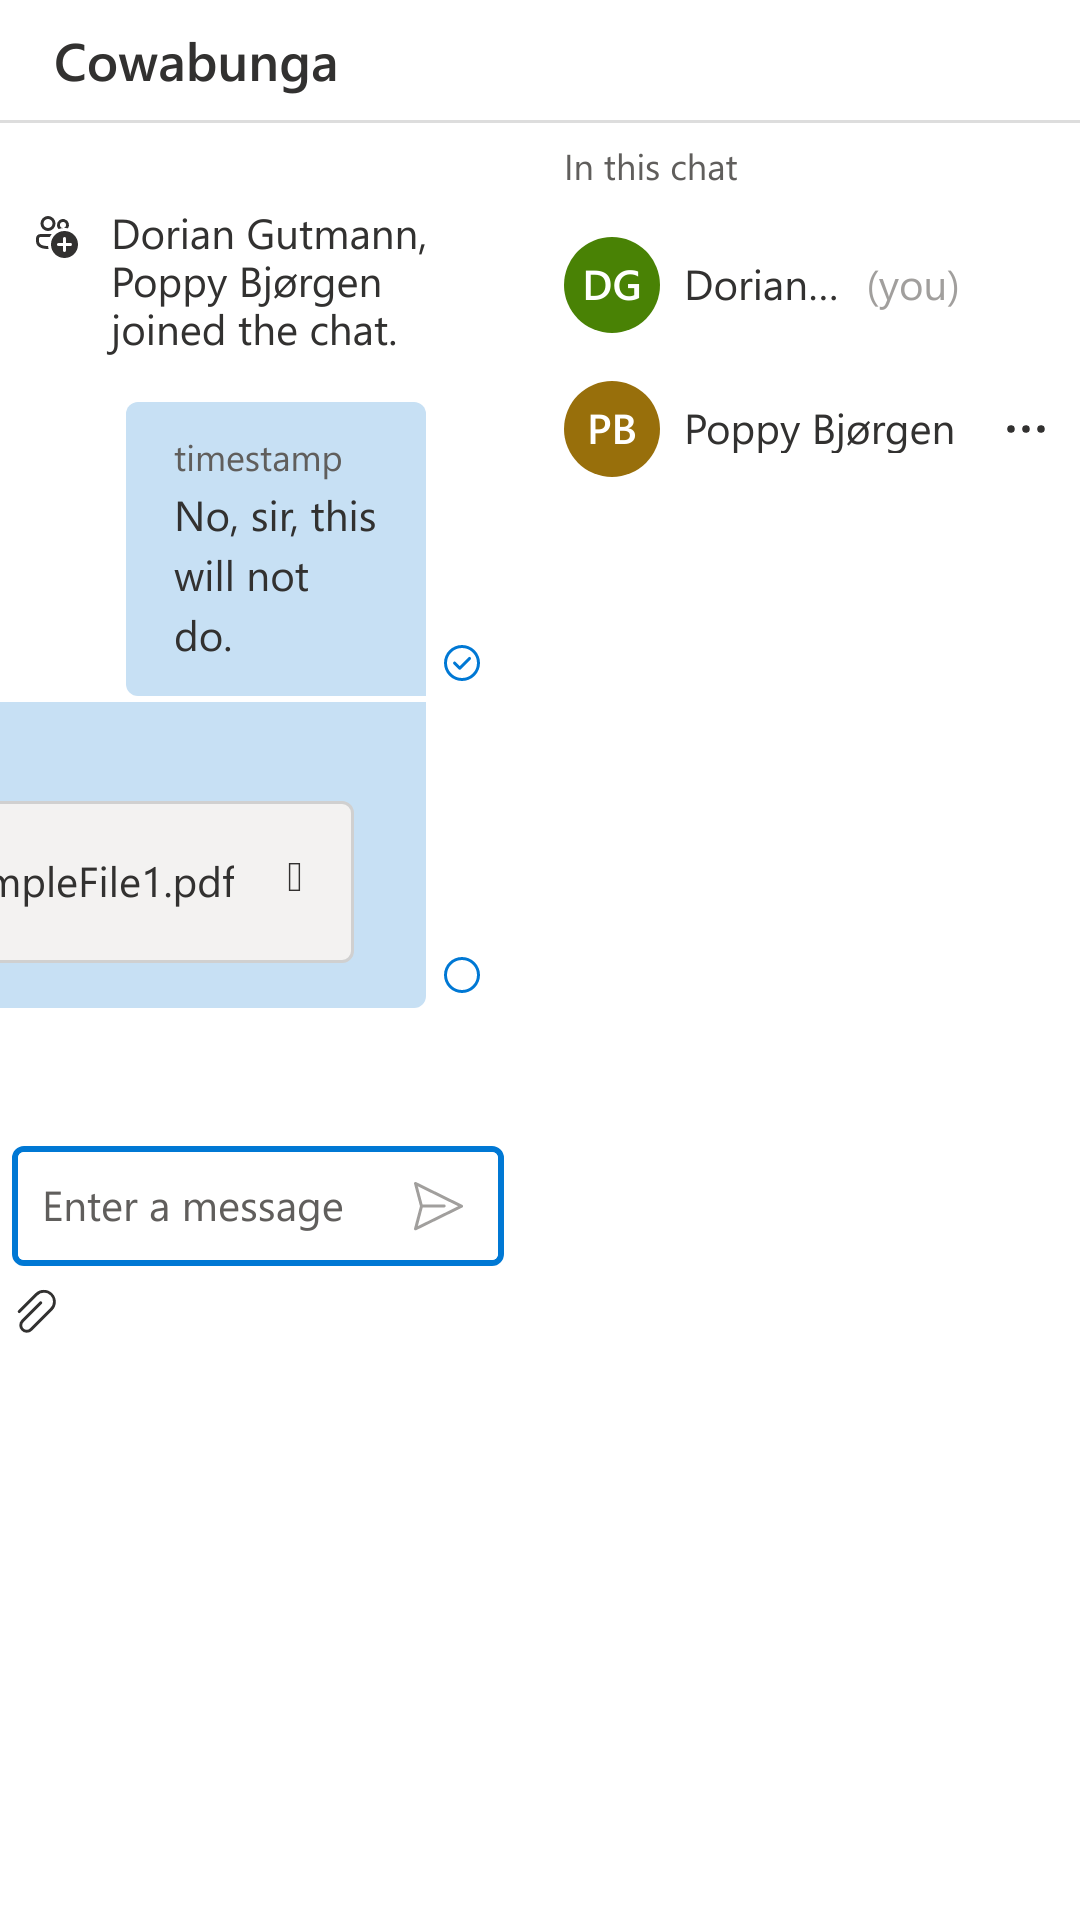 Cowabunga
Dorian Gutmann,
Poppy Bjørgen
joined the chat.
timestamp
No, sir, this
will not
do.
mpleFile1.pdf
Enter a message
In this chat
DG Dorian... (you)
PB Poppy Bjørgen